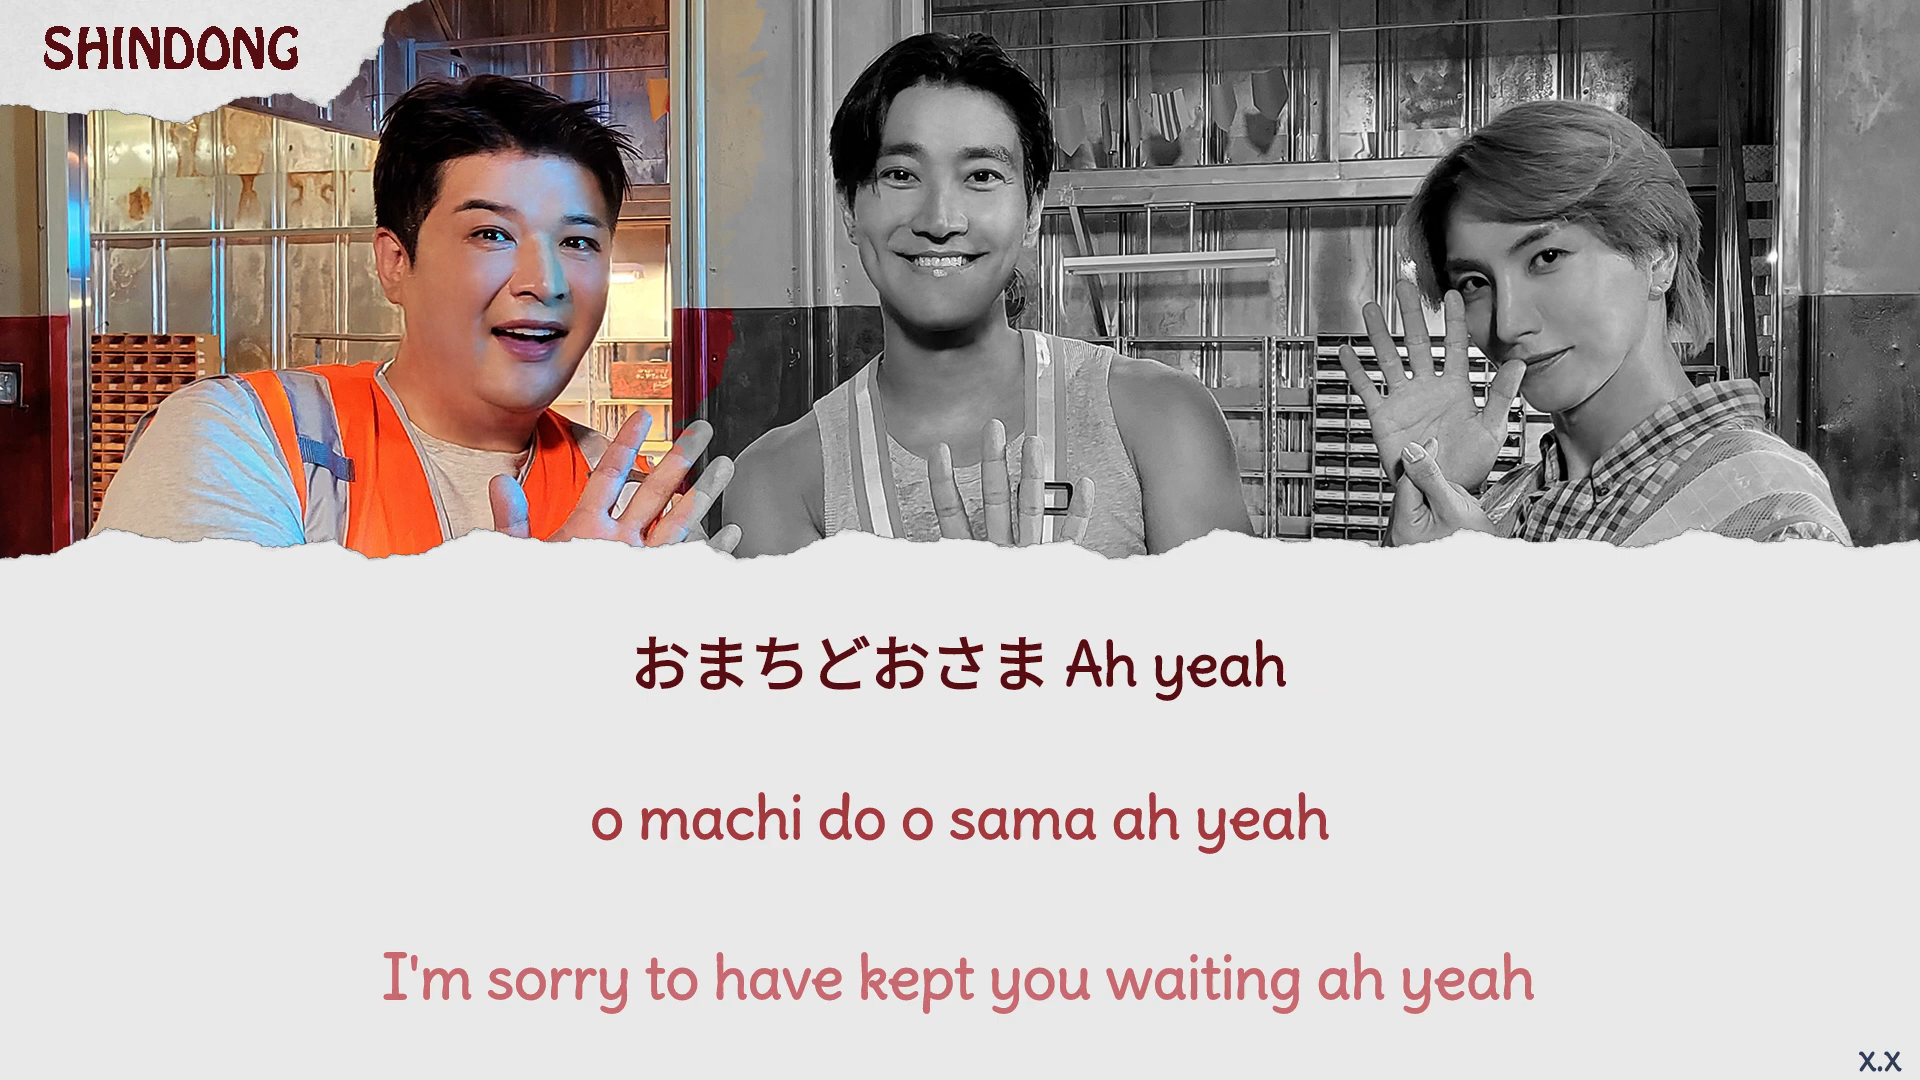 SHINDONG
おまちどおさま Ah yeah
o machi do o sama ah yeah
I'm sorry to have kept you waiting ah yeah
x.x